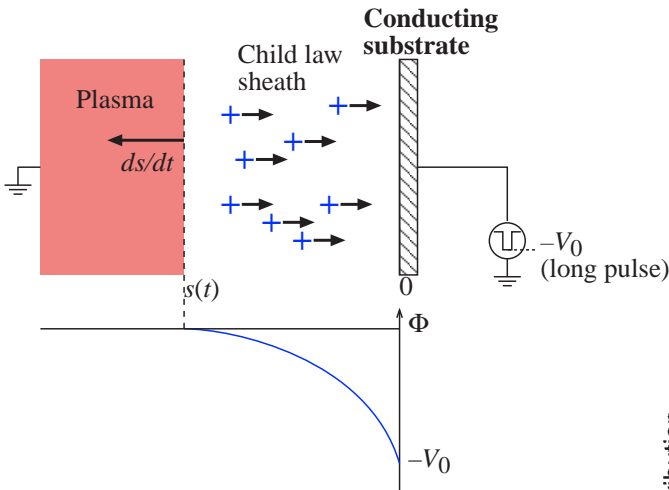 Conducting
substrate
Child law
sheath
Plasma
ds/dt
–V0
(long pulse)
s(t)
0
Φ
–V0